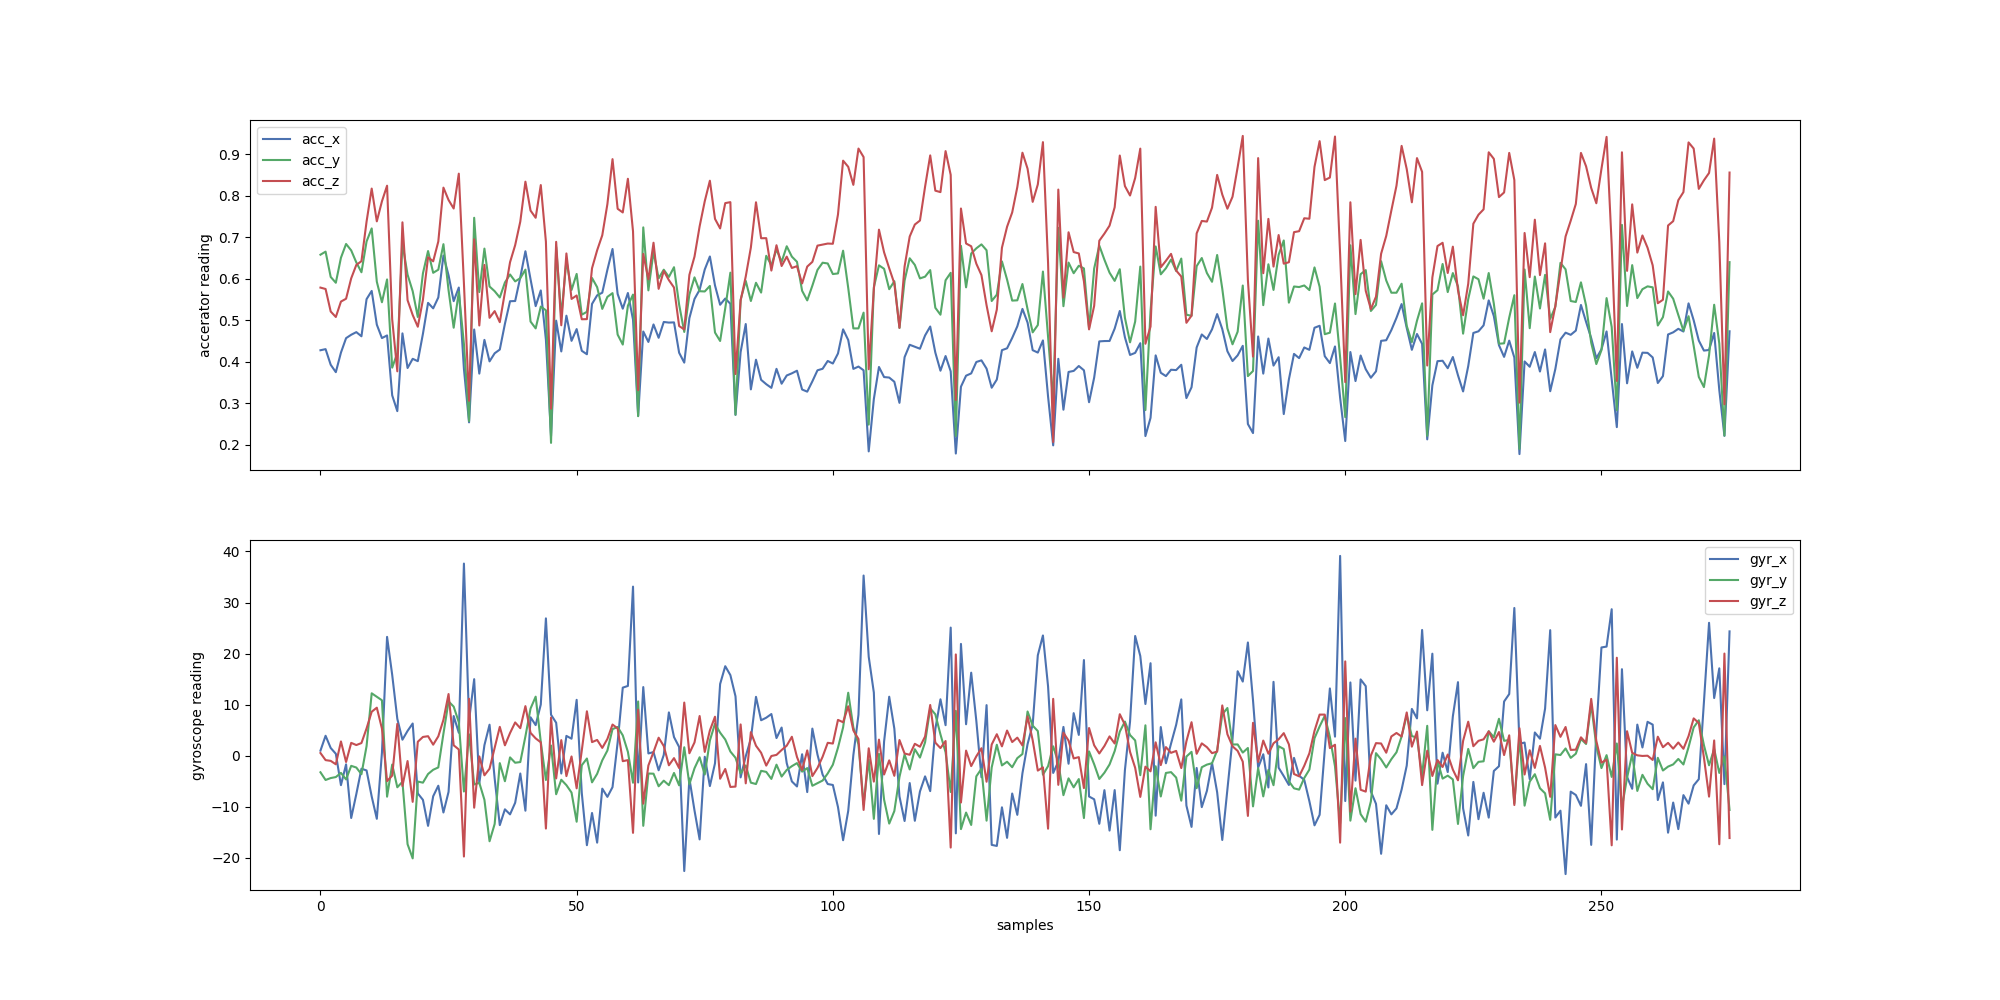 accerator reading
0.9
0.8
0.7
0.6
0.5
0.4
0.3
0.2
acc_x
acc_y
acc_z
gyroscope reading
40
30
20
10
0
−10
−20
gyr_x
gyr_y
gyr_z
0 50 100 150 200 250
samples